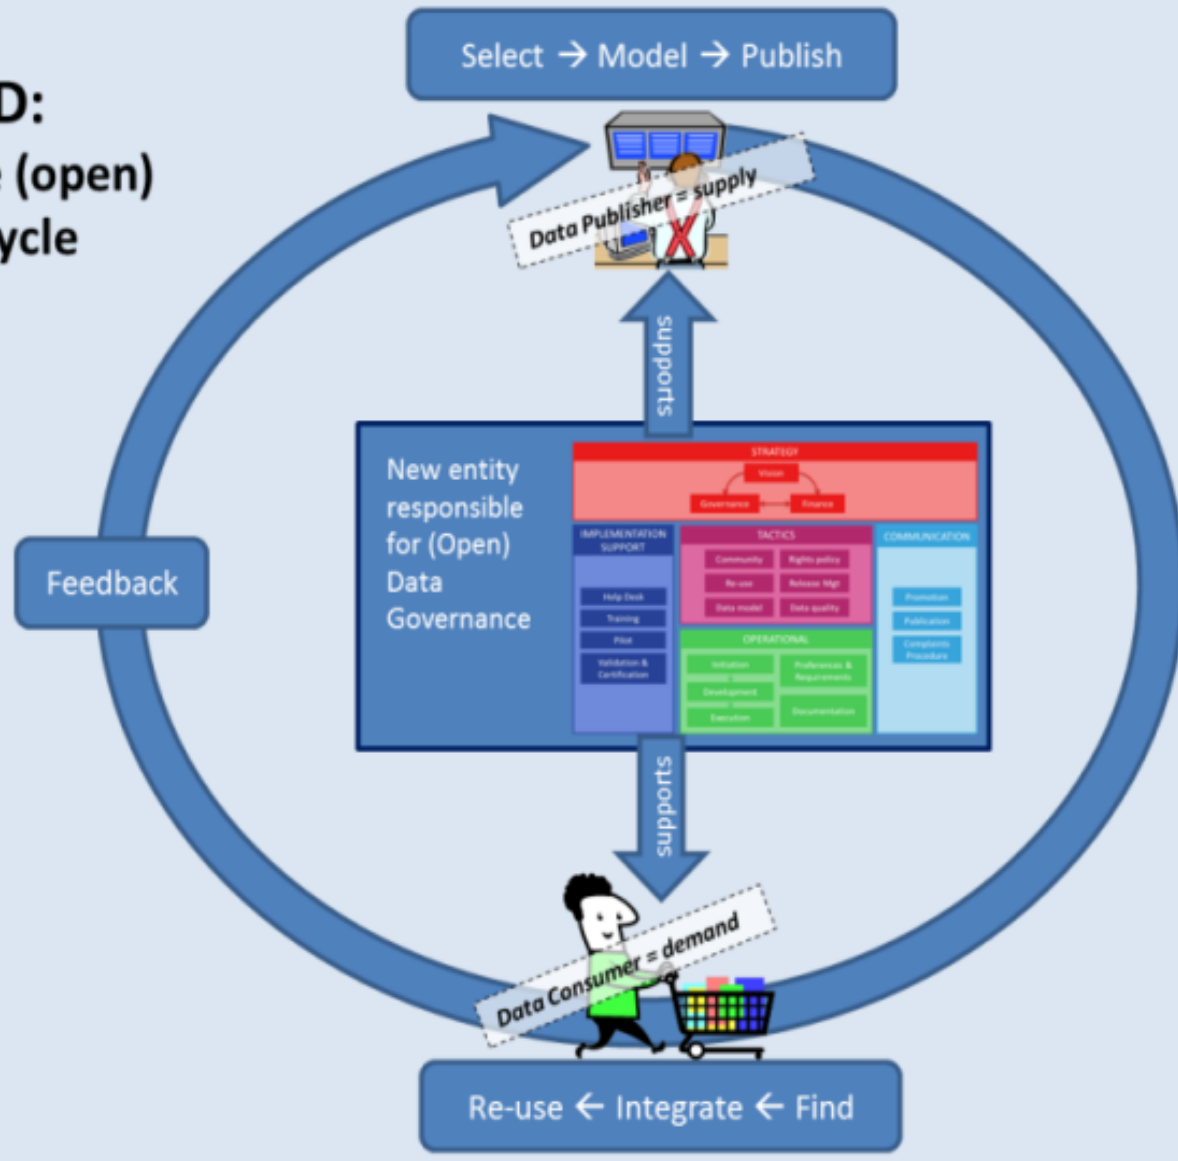 Select → Model → Publish
D:
(open)
ycle
Data Publisher = supply
supports
New entity
responsible
for (Open)
Data
Governance
STRATEGY
Vision
Governance
Finance
IMPLEMENTATION
SUPPORT
Help Desk
Training
Pilot
Validation &
Certification
TACTICS
Community
Rights policy
Re-use
Release Mgt
Data model
Data quality
OPERATIONAL
Initiation
Preferences &
Requirements
Development
Documentation
Execution
COMMUNICATION
Promotion
Publication
Complaints
Procedure
Feedback
supports
Data Consumer = demand
Re-use ← Integrate ← Find